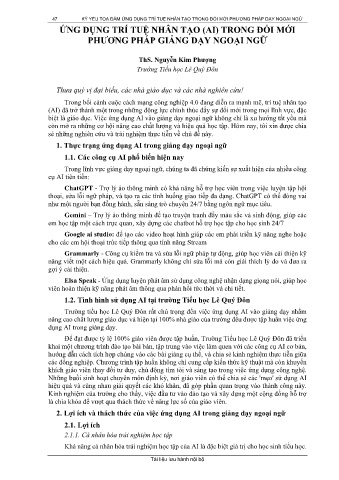 47 KỶ YẾU TỌA ĐÀM ỨNG DỤNG TRÍ TUỆ NHÂN TẠO TRONG ĐỔI MỚI PHƯƠNG PHÁP GIẢNG DẠY NGOẠI NGỮ
ỨNG DỤNG TRÍ TUỆ NHÂN TẠO (AI) TRONG ĐỔI MỚI
PHƯƠNG PHÁP GIẢNG DẠY NGOẠI NGỮ
ThS. Nguyễn Kim Phượng
Trường Tiểu học Lê Quý Đôn
Thưa quý vị đại biểu, các nhà giáo dục và các nhà nghiên cứu!
Trong bối cảnh cuộc cách mạng công nghiệp 4.0 đang diễn ra mạnh mẽ, trí tuệ nhân tạo
(AI) đã trở thành một trong những động lực chính thúc đẩy sự đổi mới trong mọi lĩnh vực, đặc
biệt là giáo dục. Việc ứng dụng AI vào giảng dạy ngoại ngữ không chỉ là xu hướng tất yếu mà
còn mở ra những cơ hội nâng cao chất lượng và hiệu quả học tập. Hôm nay, tôi xin được chia
sẻ những nghiên cứu và trải nghiệm thực tiễn về chủ đề này.
1. Thực trạng ứng dụng AI trong giảng dạy ngoại ngữ
1.1. Các công cụ AI phổ biến hiện nay
Trong lĩnh vực giảng dạy ngoại ngữ, chúng ta đã chứng kiến sự xuất hiện của nhiều công
cụ AI tiên tiến:
ChatGPT - Trợ lý ảo thông minh có khả năng hỗ trợ học viên trong việc luyện tập hội
thoại, sửa lỗi ngữ pháp, và tạo ra các tình huống giao tiếp đa dạng. ChatGPT có thể đóng vai
như một người bạn đồng hành, sẵn sàng trò chuyện 24/7 bằng ngôn ngữ mục tiêu.
Gemini – Trợ lý ảo thông minh để tạo truyện tranh đầy màu sắc và sinh động, giúp các
em học tập một cách trực quan, xây dựng các chatbot hỗ trợ học tập cho học sinh 24/7
Google ai studio: để tạo các video hoạt hình giúp các em phát triển kỹ năng nghe hoặc
cho các em hội thoại trực tiếp thông qua tính năng Stream
Grammarly - Công cụ kiểm tra và sửa lỗi ngữ pháp tự động, giúp học viên cải thiện kỹ
năng viết một cách hiệu quả. Grammarly không chỉ sửa lỗi mà còn giải thích lý do và đưa ra
gợi ý cải thiện.
Elsa Speak - Ứng dụng luyện phát âm sử dụng công nghệ nhận dạng giọng nói, giúp học
viên hoàn thiện kỹ năng phát âm thông qua phản hồi tức thời và chi tiết.
1.2. Tình hình sử dụng AI tại trường Tiểu học Lê Quý Đôn
Trường tiểu học Lê Quý Đôn rất chú trọng đến việc ứng dụng AI vào giảng dạy nhằm
nâng cao chất lượng giáo dục và hiện tại 100% nhà giáo của trường đều được tập huấn việc ứng
dụng AI trong giảng dạy.
Để đạt được tỷ lệ 100% giáo viên được tập huấn, Trường Tiểu học Lê Quý Đôn đã triển
khai một chương trình đào tạo bài bản, tập trung vào việc làm quen với các công cụ AI cơ bản,
hướng dẫn cách tích hợp chúng vào các bài giảng cụ thể, và chia sẻ kinh nghiệm thực tiễn giữa
các đồng nghiệp. Chương trình tập huấn không chỉ cung cấp kiến thức kỹ thuật mà còn khuyến
khích giáo viên thay đổi tư duy, chủ động tìm tòi và sáng tạo trong việc ứng dụng công nghệ.
Những buổi sinh hoạt chuyên môn định kỳ, nơi giáo viên có thể chia sẻ các 'mẹo' sử dụng AI
hiệu quả và cùng nhau giải quyết các khó khăn, đã góp phần quan trọng vào thành công này.
Kinh nghiệm của trường cho thấy, việc đầu tư vào đào tạo và xây dựng một cộng đồng hỗ trợ
là chìa khóa để vượt qua thách thức về năng lực số của giáo viên.
2. Lợi ích và thách thức của việc ứng dụng AI trong giảng dạy ngoại ngữ
2.1. Lợi ích
2.1.1. Cá nhân hóa trải nghiệm học tập
Khả năng cá nhân hóa trải nghiệm học tập của AI là đặc biệt giá trị cho học sinh tiểu học.
Tài liệu lưu hành nội bộ